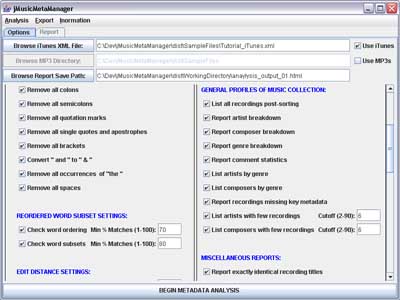 jMusicMetaManager
Analysis Export Information
Options Report
Browse iTunes XML File: C:\Dev\jMusicMetaManager\dist\SampleFiles\Tutorial_iTunes.xml Use iTunes
Browse MP3 Directory: C:\Dev\jMusicMetaManager\dist\SampleFiles Use MP3s
Browse Report Save Path: C:\Dev\jMusicMetaManager\dist\WorkingDirectory\analysis_output_01.html
Remove all colons
Remove all semicolons
Remove all quotation marks
Remove all single quotes and apostrophes
Remove all brackets
Convert " and " to " & "
Remove all occurrences of "the "
Remove all spaces
REORDERED WORD SUBSET SETTINGS:
Check word ordering Min % Matches (1-100): 70
Check word subsets Min % Matches (1-100): 80
EDIT DISTANCE SETTINGS:
GENERAL PROFILES OF MUSIC COLLECTION:
List all recordings post-sorting
Report artist breakdown
Report composer breakdown
Report genre breakdown
Report comment statistics
List artists by genre
List composers by genre
Report recordings missing key metadata
List artists with few recordings Cutoff (2-90): 6
List composers with few recordings Cutoff (2-90): 6
MISCELLANEOUS REPORTS:
Report exactly identical recording titles
BEGIN METADATA ANALYSIS